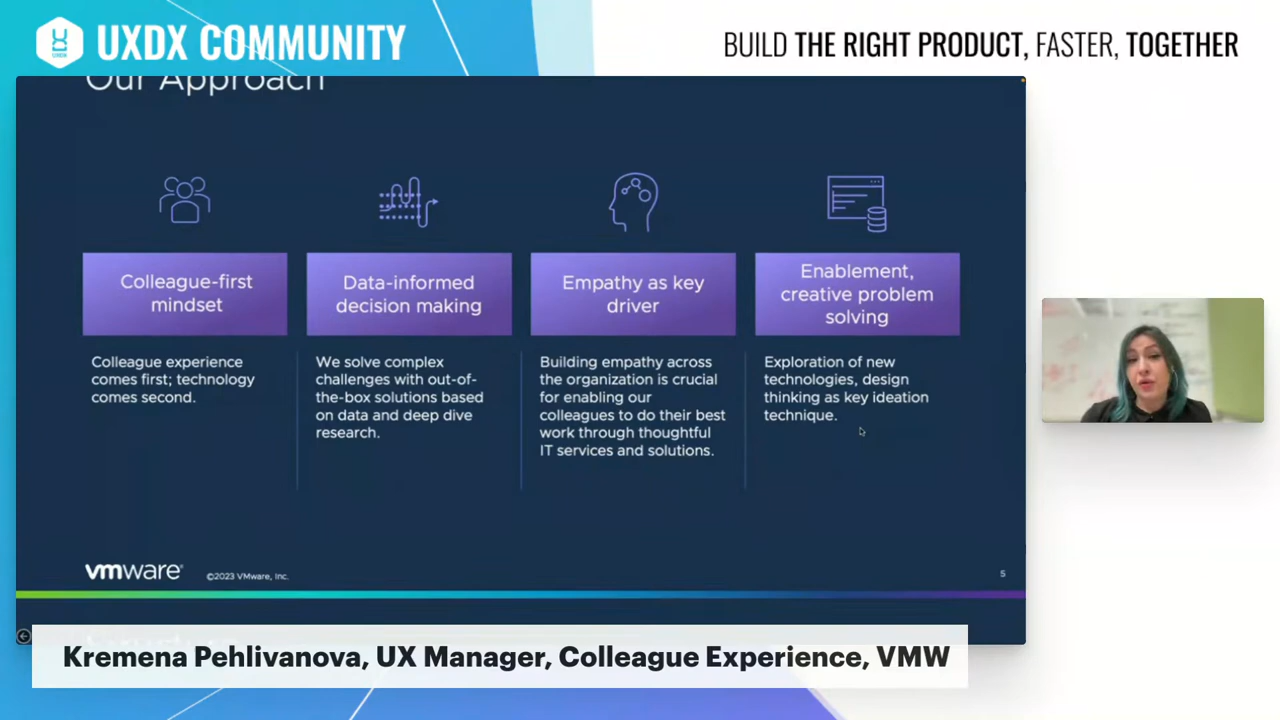 UXDX COMMUNITY
BUILD THE RIGHT PRODUCT, FASTER, TOGETHER
Our Approach
Colleague-first
mindset
Colleague experience
comes first; technology
comes second.
Data-informed
decision making
We solve complex
challenges with out-of-
the-box solutions based
on data and deep dive
research.
Empathy as key
driver
Building empathy across
the organization is crucial
for enabling our
colleagues to do their best
work through thoughtful
IT services and solutions.
Enablement,
creative problem
solving
Exploration of new
technologies, design
thinking as key ideation
technique.
vmware®
©2023 VMware, Inc.
5
Kremena Pehlivanova, UX Manager, Colleague Experience, VMW